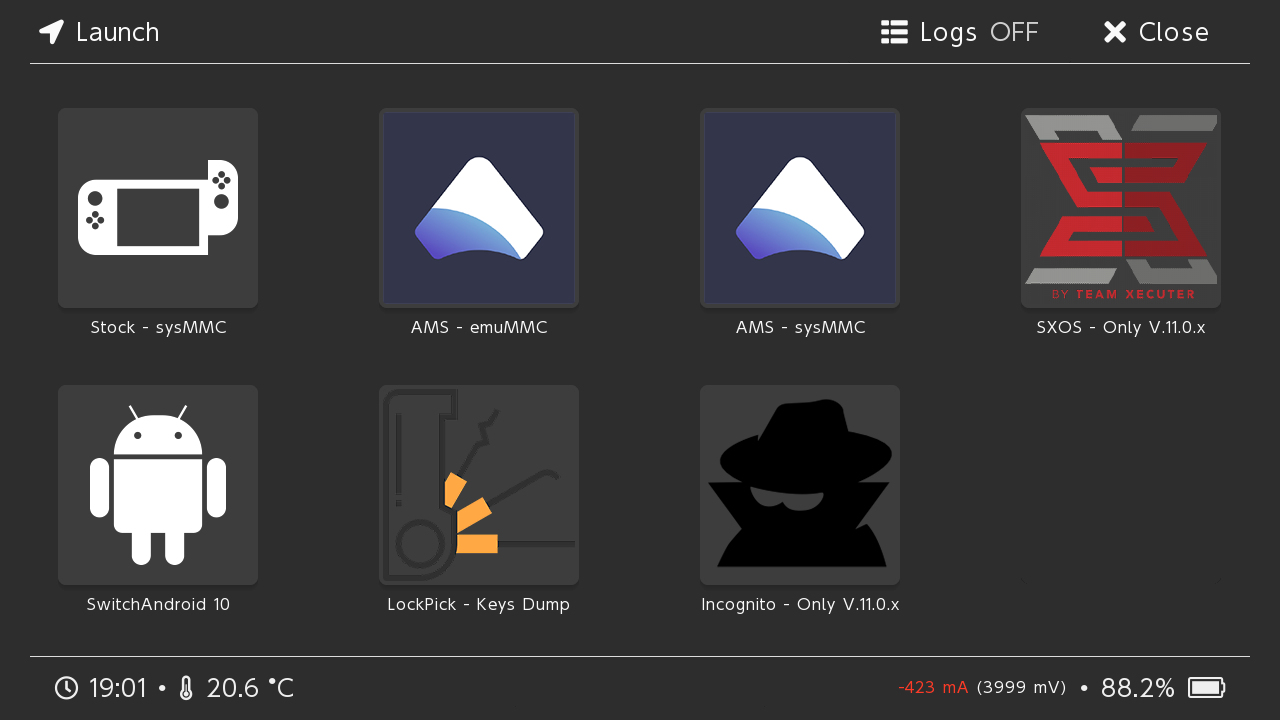 Launch
Logs OFF
Close
BY TEAM XECUTER
Stock - sysMMC
AMS - emuMMC
AMS - sysMMC
SXOS - Only V.11.0.x
SwitchAndroid 10
LockPick - Keys Dump
Incognito - Only V.11.0.x
19:01 • 20.6 °C
-423 mA (3999 mV) • 88.2%